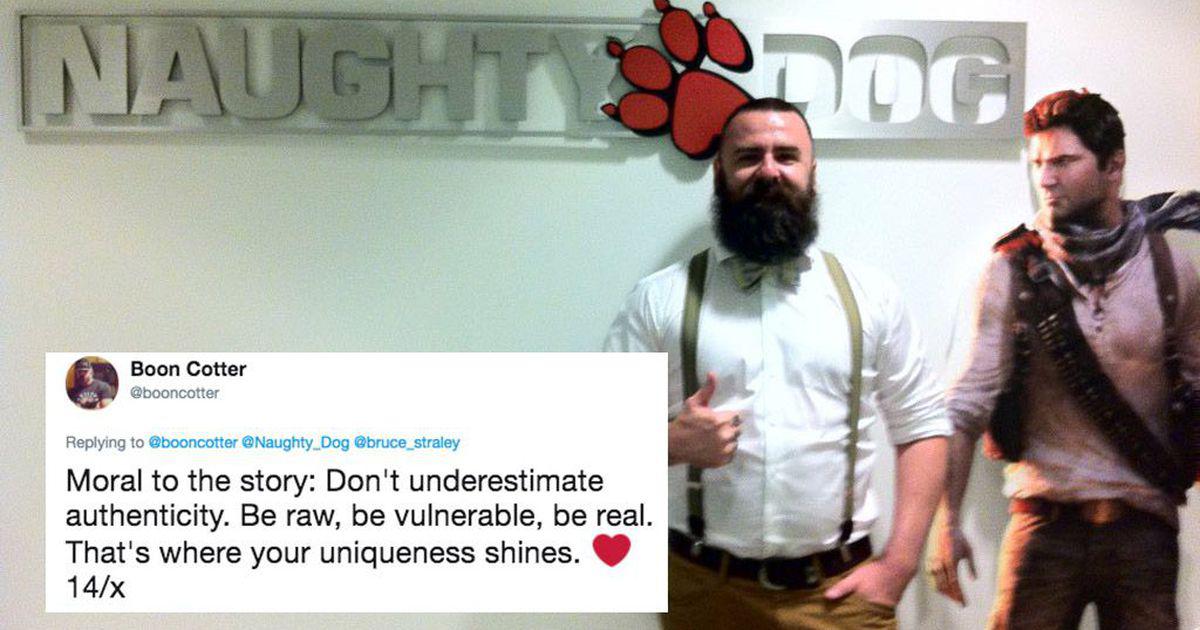 NAUGHTY DOG
Boon Cotter
@booncotter
Replying to @booncotter @Naughty_Dog @bruce_straley
Moral to the story: Don't underestimate
authenticity. Be raw, be vulnerable, be real.
That's where your uniqueness shines. ❤️
14/x